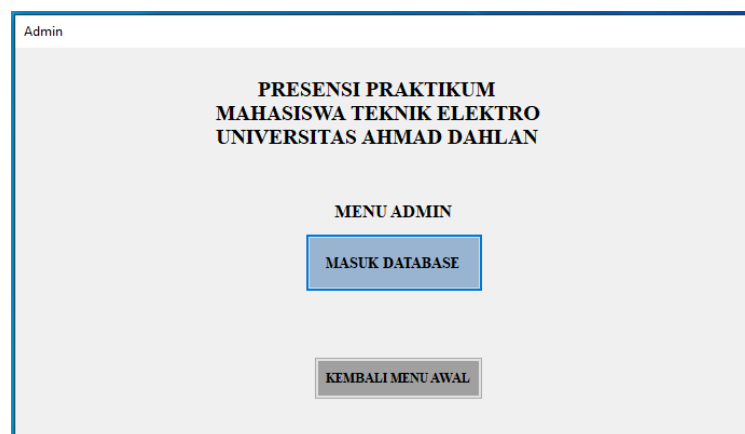 Admin
PRESENSI PRAKTIKUM
MAHASISWA TEKNIK ELEKTRO
UNIVERSITAS AHMAD DAHLAN
MENU ADMIN
MASUK DATABASE
KEMBALI MENU AWAL